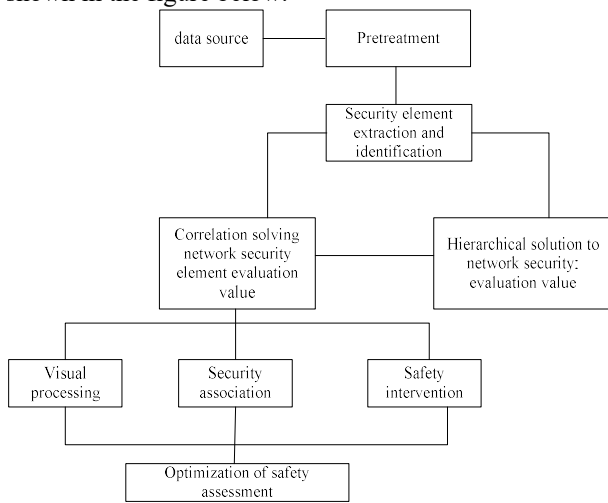 shown in the figure below:
data source
Pretreatment
Security element
extraction and
identification
Correlation solving
network security
element evaluation
value
Hierarchical solution to
network security:
evaluation value
Visual
processing
Security
association
Safety
intervention
Optimization of safety
assessment